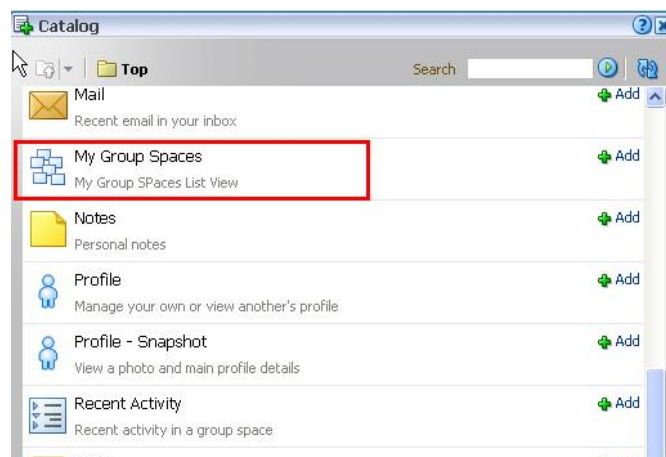 Catalog
Top Search
Mail Add
Recent email in your inbox
My Group Spaces Add
My Group SPaces List View
Notes Add
Personal notes
Profile Add
Manage your own or view another's profile
Profile - Snapshot Add
View a photo and main profile details
Recent Activity Add
Recent activity in a group space